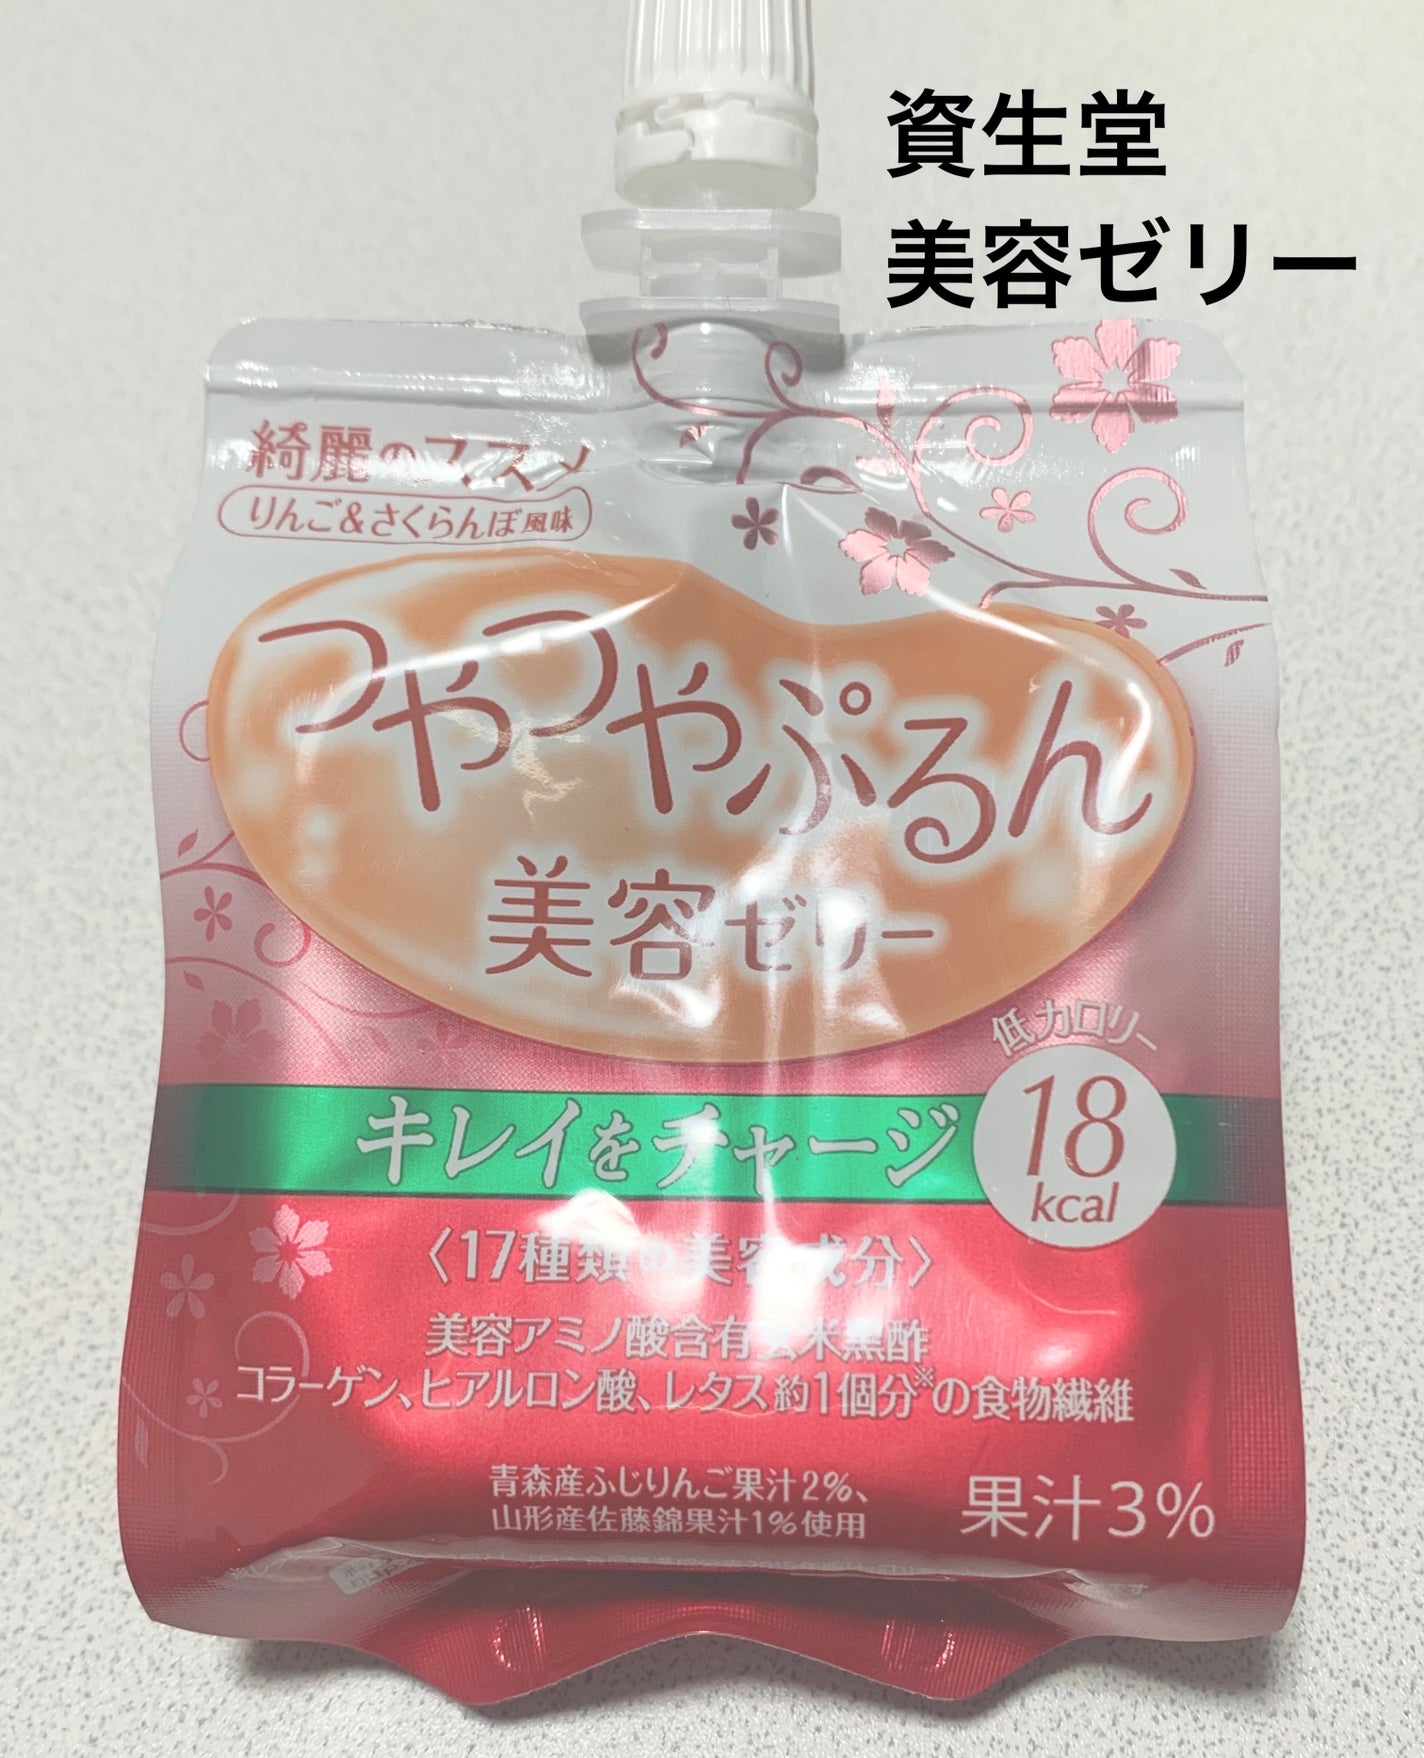 資生堂
美容ゼリー
綺麗のススメ
りんご&さくらんぼ風味
つやつやぷるん
美容ゼリー
低カロリー
18
kcal
キレイをチャージ
〈17種類の美容成分〉
美容アミノ酸含有玄米黒酢
コラーゲン、ヒアルロン酸、レタス約1個分※の食物繊維
青森産ふじりんご果汁2%、
山形産佐藤錦果汁1%使用
果汁3%